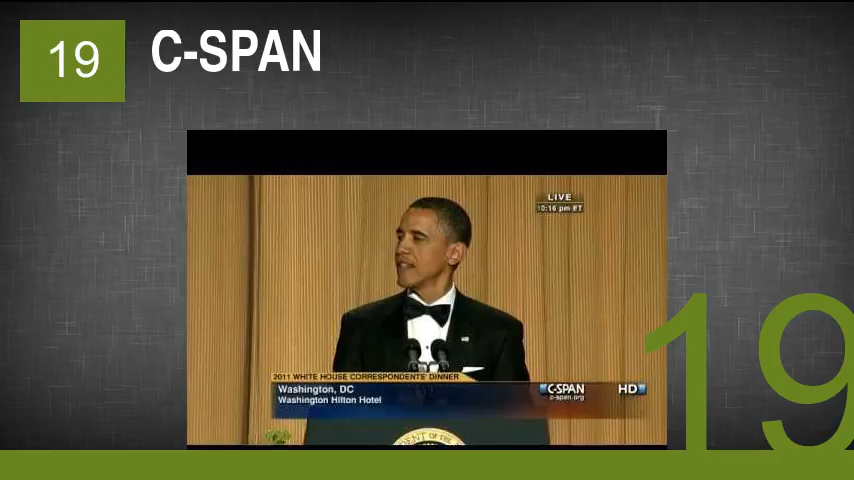 19
C-SPAN
LIVE
10:16 pm ET
2011 WHITE HOUSE CORRESPONDENTS' DINNER
Washington, DC
Washington Hilton Hotel
C-SPAN
c-span.org
HD
19